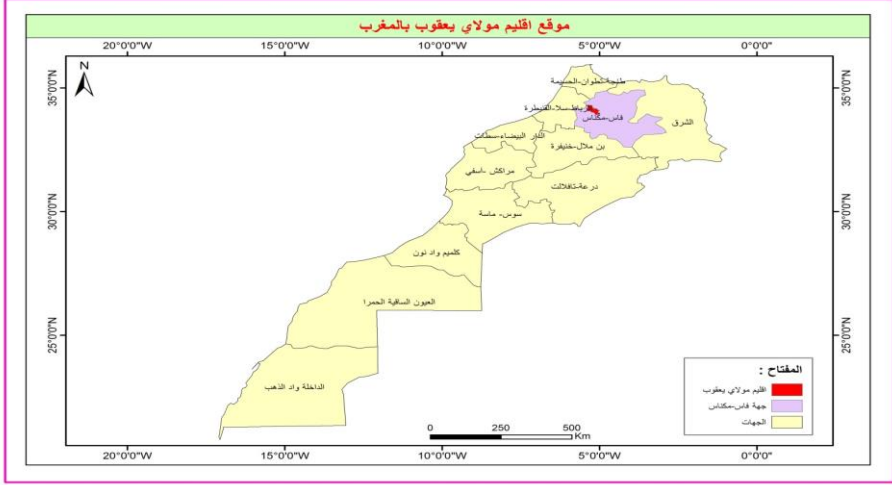 موقع اقليم مولاي يعقوب بالمغرب
20°0'0"W 15°0'0"W 10°0'0"W 5°0'0"W 0°0'0"
N
35°0'0"N
35°0'0"N
طنجة-تطوان-الحسيمة
رباط-سلا-القنيطرة
فاس-مكناس
الشرق
الدار البيضاء-سطات
بن ملال-خنيفرة
مراكش -اسفي
درعة-تافلالت
30°0'0"N
30°0'0"N
سوس- ماسة
كلميم واد نون
العيون الساقية الحمرا
25°0'0"N
25°0'0"N
الداخلة واد الذهب
المفتاح :
اقليم مولاي يعقوب
جهة فاس-مكناس
الجهات
0 250 500
Km
20°0'0"W 15°0'0"W 10°0'0"W 5°0'0"W 0°0'0"